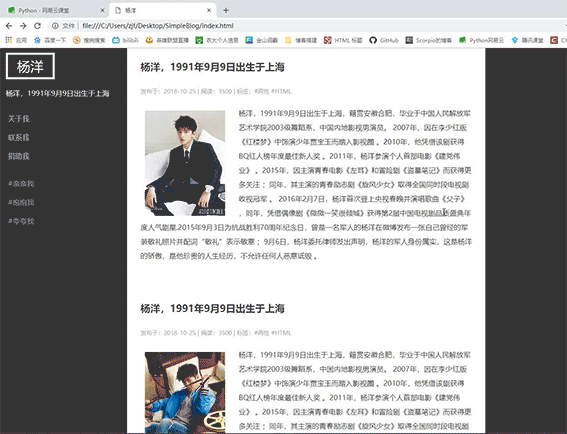 Python - 网易云课堂
杨洋
文件 | file:///C:/Users/zjf/Desktop/SimpleBlog/index.html
应用 百度一下 搜狗搜索 bilibili 英雄联盟直播 农大个人信息 金山词霸 博客搭建 HTML 标题 GitHub Scorpio的博客 Python网易云 腾讯课堂
杨洋
杨洋，1991年9月9日出生于上海
关于我
联系我
捐助我
#亲亲我
#抱抱我
#夸夸我
杨洋，1991年9月9日出生于上海
发布于：2018-10-25 | 阅读：3500 | 标签：#两性 #HTML
杨洋，1991年9月9日出生于上海，籍贯安徽合肥，毕业于中国人民解放军
艺术学院2003级舞蹈系，中国内地影视男演员。 2007年，因在李少红版
《红楼梦》中饰演少年贾宝玉而踏入影视圈 。2010年，他凭借该剧获得
BQ红人榜年度最佳新人奖 。2011年，杨洋参演个人首部电影《建党伟
业》 。2015年，因主演青春电影《左耳》和冒险剧《盗墓笔记》而获得更
多关注 ；同年，其主演的青春励志剧《旋风少女》取得全国同时段电视剧
收视冠军 。 2016年2月7日，杨洋首次登上央视春晚并演唱歌曲《父子》
，同年，凭借偶像剧《微微一笑很倾城》获得第2届中国电视剧品质盛典年
度人气剧星.2015年9月3日为抗战胜利70周年纪念日，曾是一名军人的杨洋在微博发布一张自己曾经的军
装敬礼照片并配词“敬礼”表示敬意 ；9月6日，杨洋委托律师发出声明，杨洋的军人身份属实，这是杨洋
的骄傲，是他珍贵的人生经历，不允许任何人恶意诋毁 。
杨洋，1991年9月9日出生于上海
发布于：2018-10-25 | 阅读：3500 | 标签：#两性 #HTML
杨洋，1991年9月9日出生于上海，籍贯安徽合肥，毕业于中国人民解放军
艺术学院2003级舞蹈系，中国内地影视男演员。 2007年，因在李少红版
《红楼梦》中饰演少年贾宝玉而踏入影视圈 。2010年，他凭借该剧获得
BQ红人榜年度最佳新人奖 。2011年，杨洋参演个人首部电影《建党伟
业》 。2015年，因主演青春电影《左耳》和冒险剧《盗墓笔记》而获得更
多关注 ；同年，其主演的青春励志剧《旋风少女》取得全国同时段电视剧